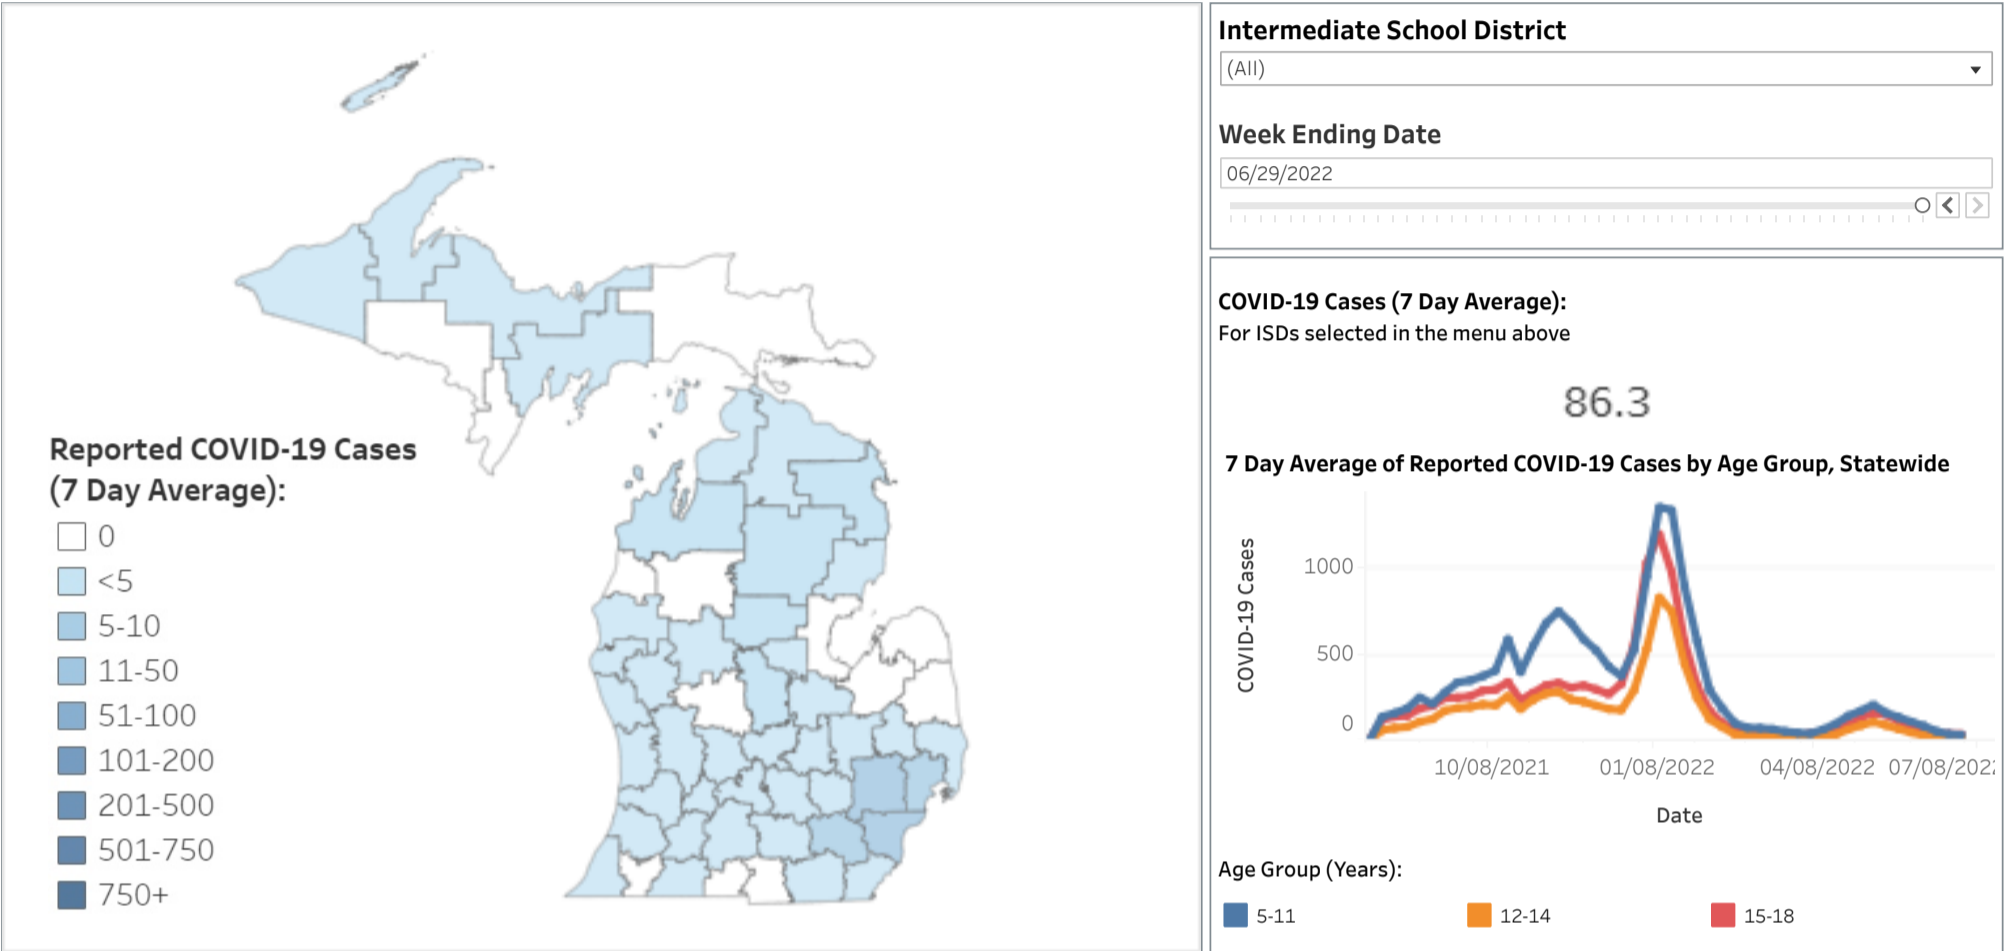 Reported COVID-19 Cases
(7 Day Average):
0
<5
5-10
11-50
51-100
101-200
201-500
501-750
750+
Intermediate School District
(All)
Week Ending Date
06/29/2022
COVID-19 Cases (7 Day Average):
For ISDs selected in the menu above
86.3
7 Day Average of Reported COVID-19 Cases by Age Group, Statewide
COVID-19 Cases
1000
500
0
10/08/2021 01/08/2022 04/08/2022 07/08/202
Date
Age Group (Years):
5-11 12-14 15-18